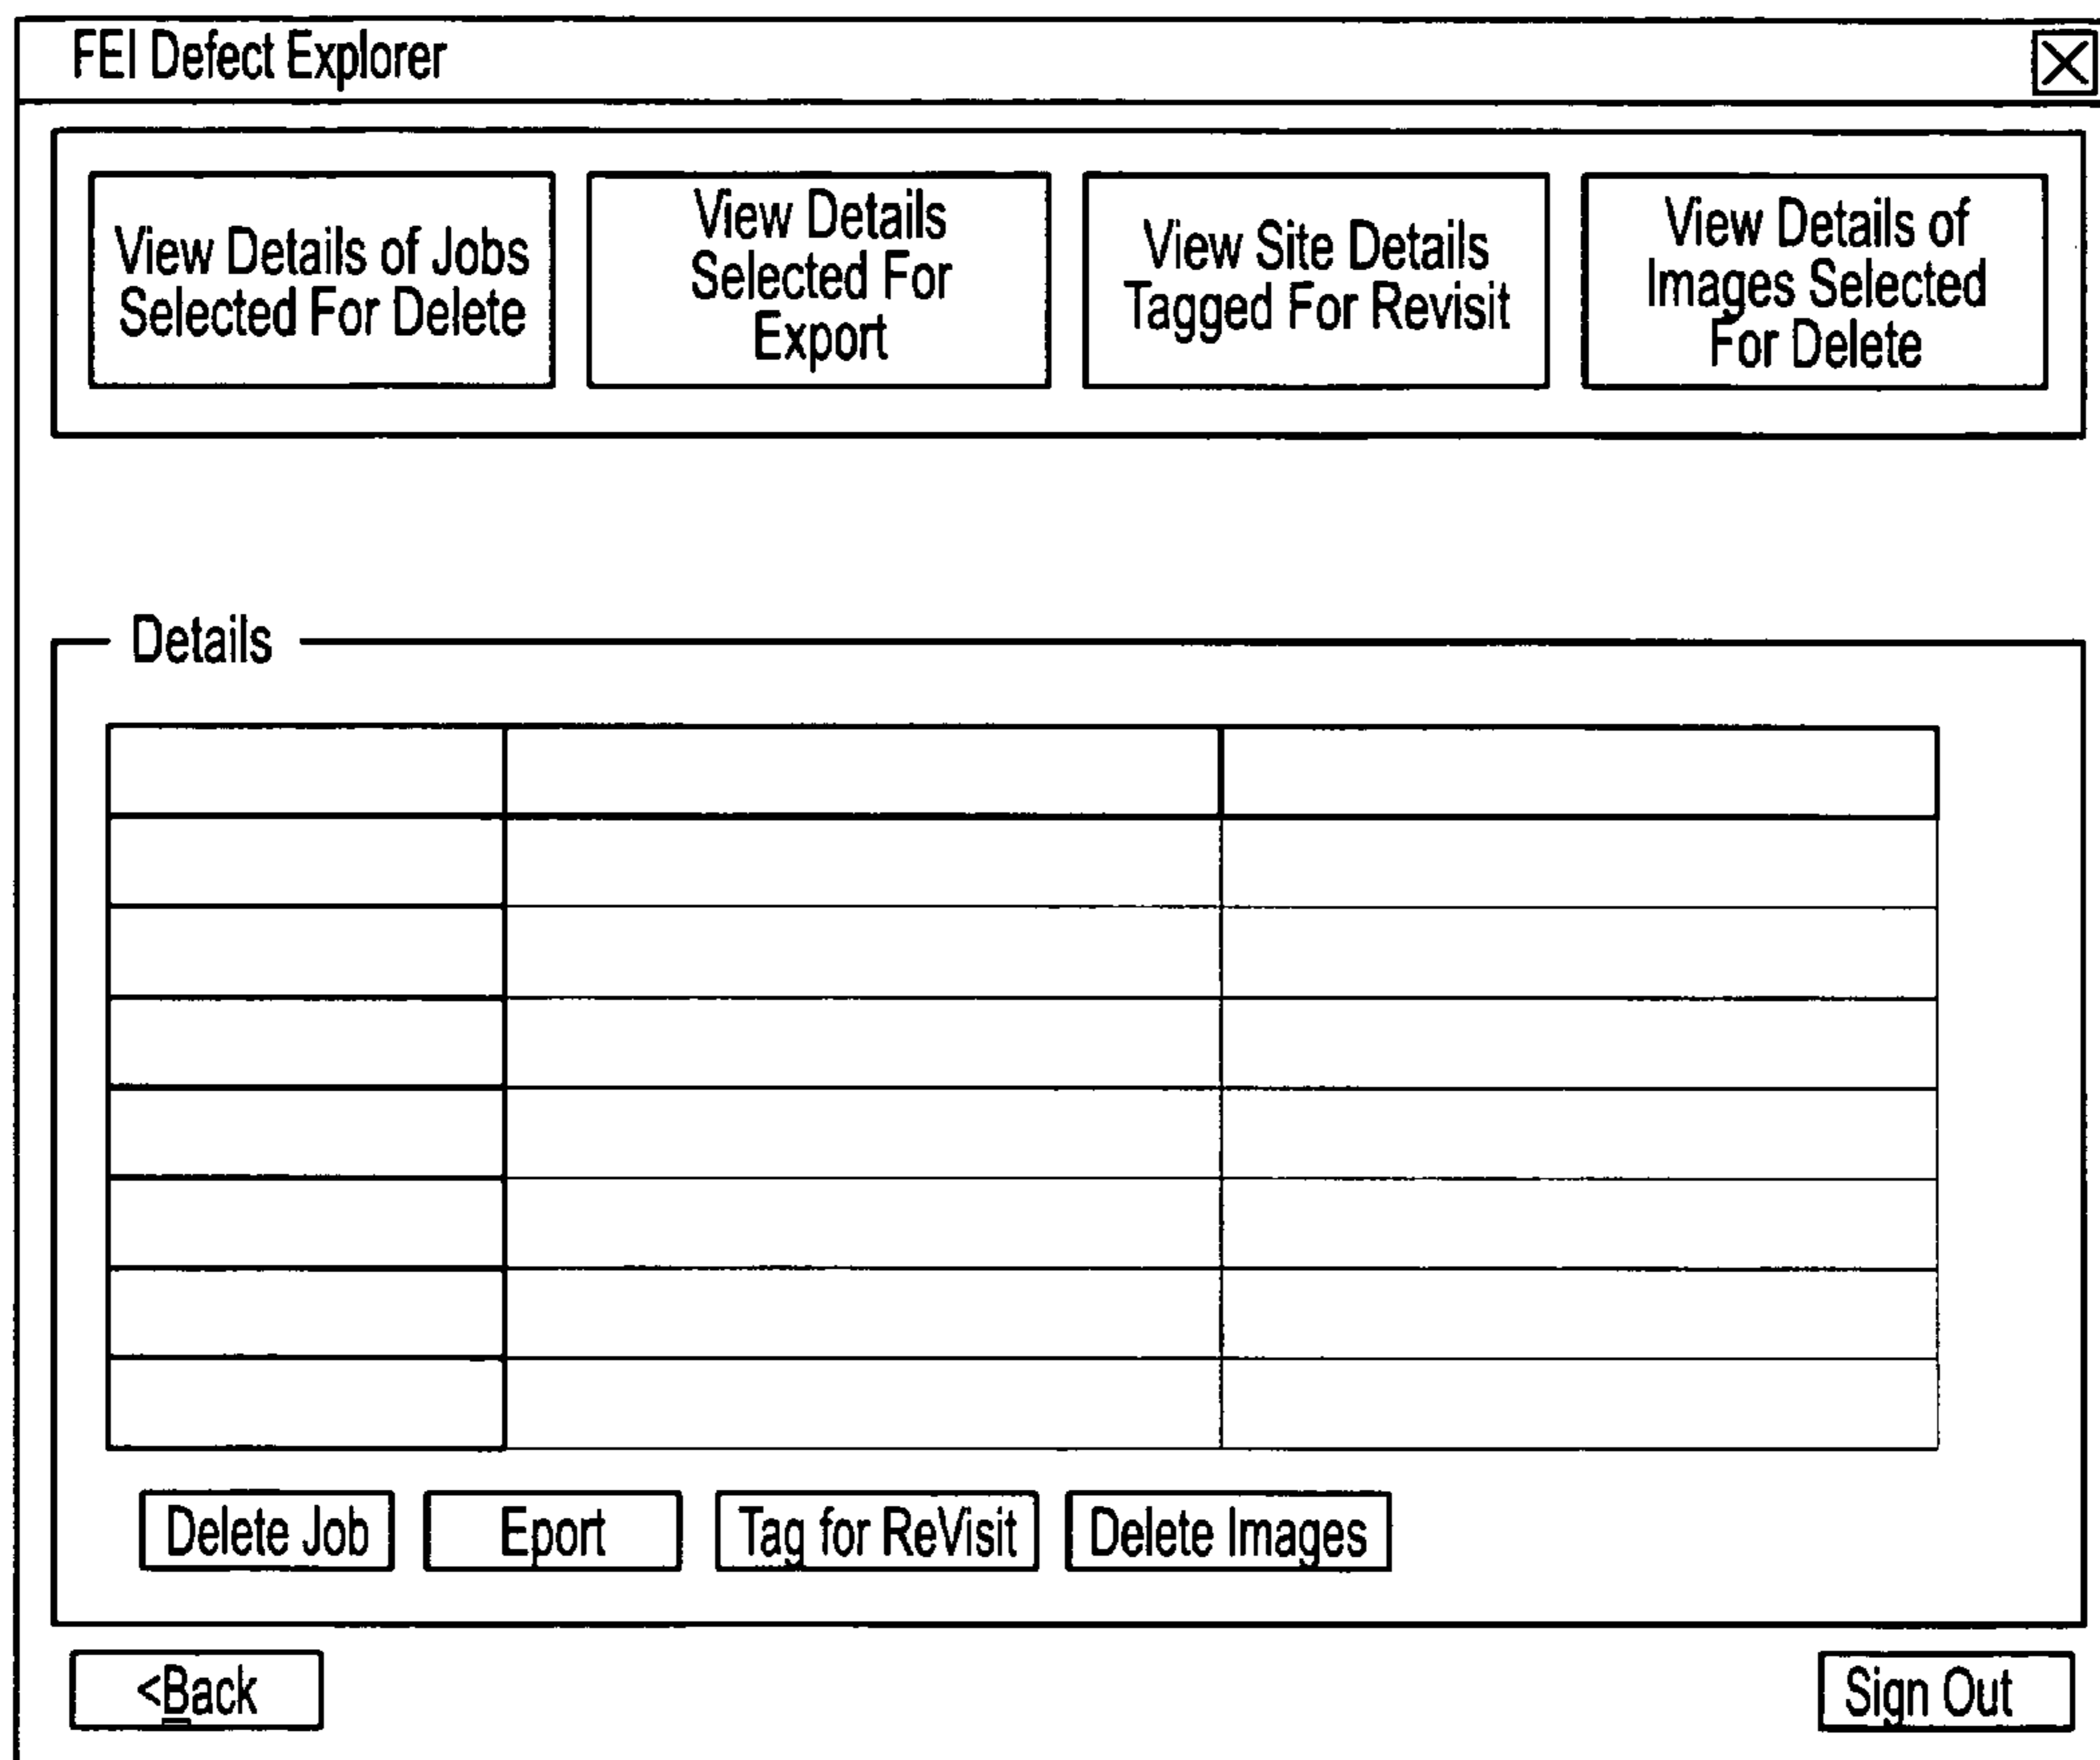 FEI Defect Explorer
View Details of Jobs
Selected For Delete
View Details
Selected For
Export
View Site Details
Tagged For Revisit
View Details of
Images Selected
For Delete
Details
Delete Job
Eport
Tag for ReVisit
Delete Images
<Back
Sign Out